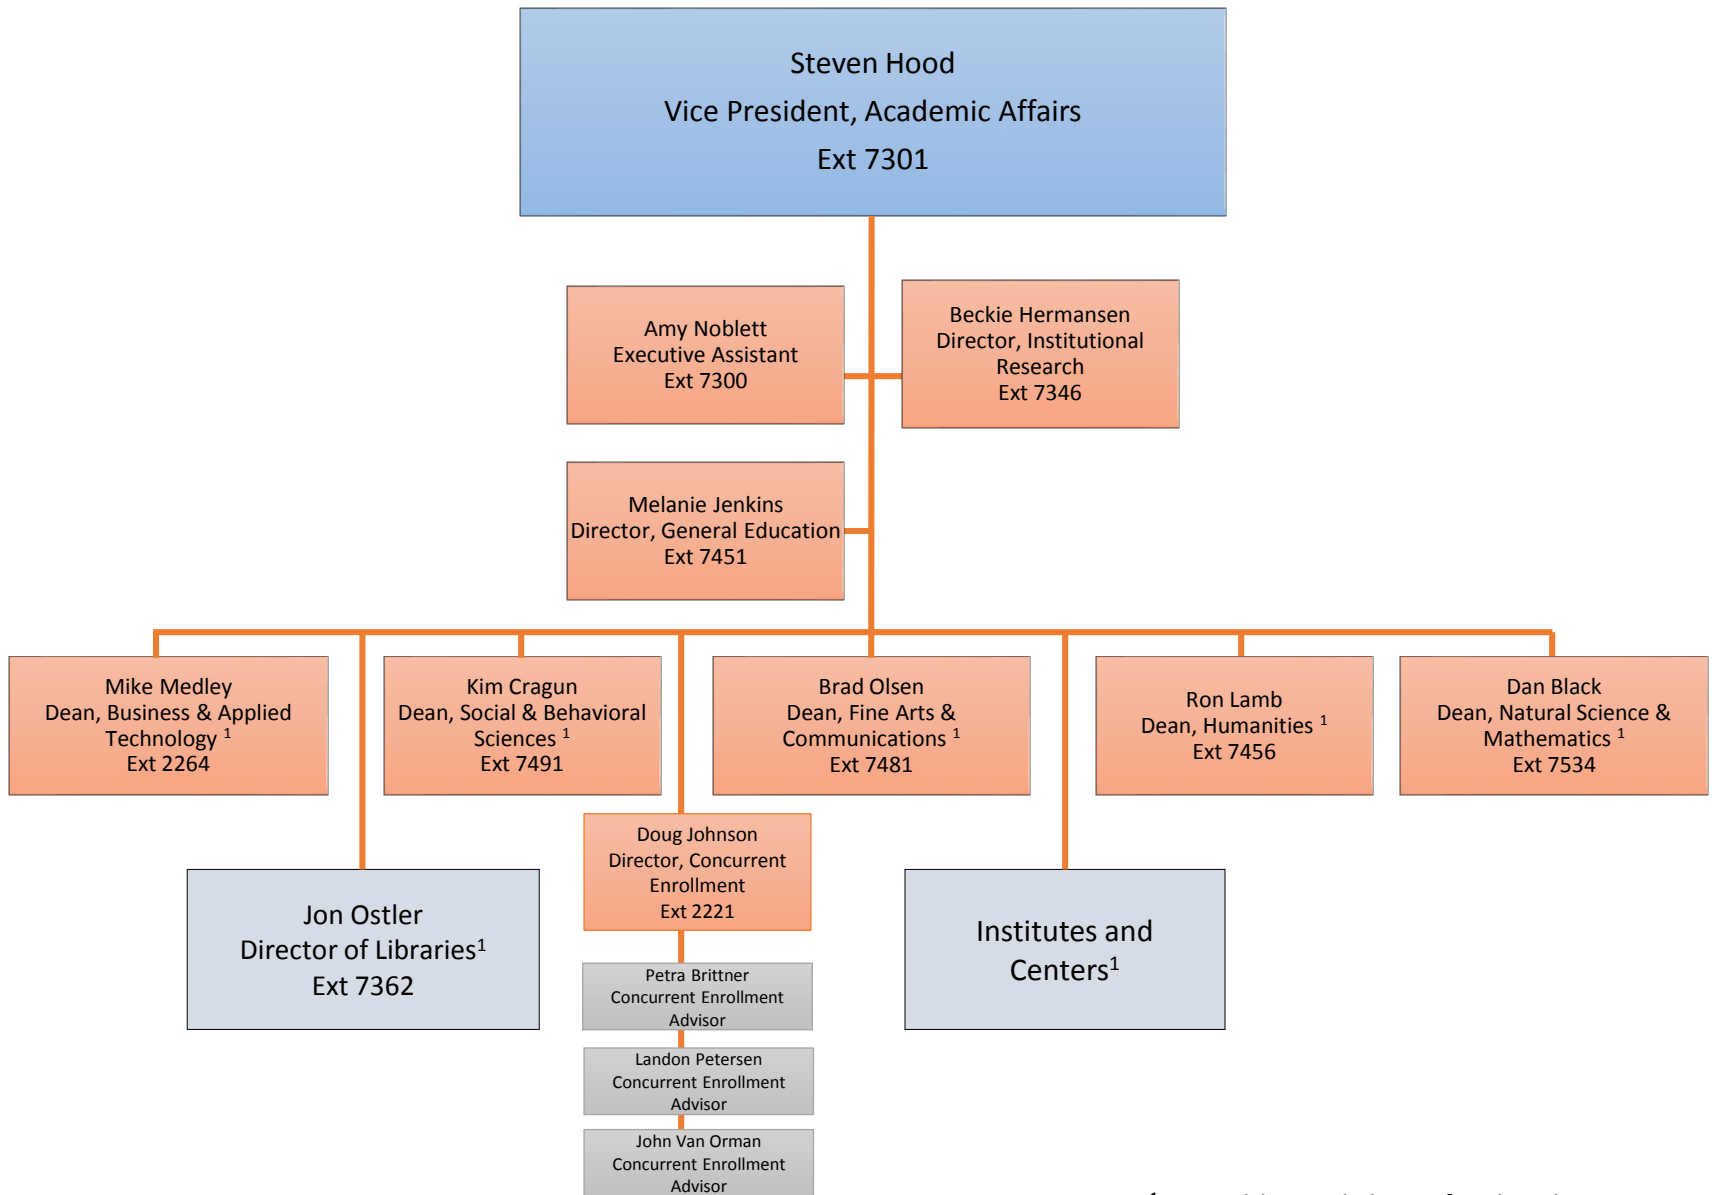 Steven Hood
Vice President, Academic Affairs
Ext 7301
Amy Noblett
Executive Assistant
Ext 7300
Beckie Hermansen
Director, Institutional
Research
Ext 7346
Melanie Jenkins
Director, General Education
Ext 7451
Mike Medley
Dean, Business & Applied
Technology ¹
Ext 2264
Kim Cragun
Dean, Social & Behavioral
Sciences ¹
Ext 7491
Brad Olsen
Dean, Fine Arts &
Communications ¹
Ext 7481
Ron Lamb
Dean, Humanities ¹
Ext 7456
Dan Black
Dean, Natural Science &
Mathematics ¹
Ext 7534
Jon Ostler
Director of Libraries¹
Ext 7362
Doug Johnson
Director, Concurrent
Enrollment
Ext 2221
Institutes and
Centers¹
Petra Brittner
Concurrent Enrollment
Advisor
Landon Petersen
Concurrent Enrollment
Advisor
John Van Orman
Concurrent Enrollment
Advisor